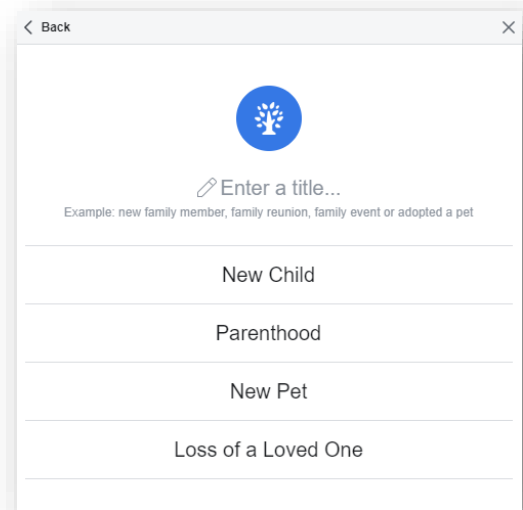 Back
Enter a title...
Example: new family member, family reunion, family event or adopted a pet
New Child
Parenthood
New Pet
Loss of a Loved One